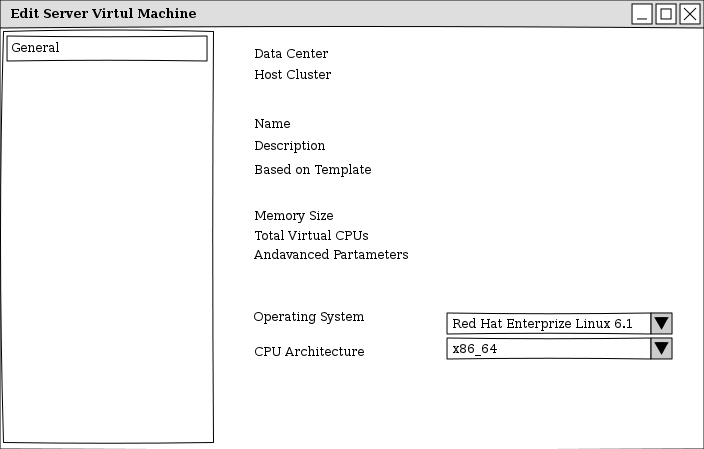 Edit Server Virtul Machine
General
Data Center
Host Cluster
Name
Description
Based on Template
Memory Size
Total Virtual CPUs
Andavanced Partameters
Operating System
Red Hat Enterprize Linux 6.1
CPU Architecture
x86_64